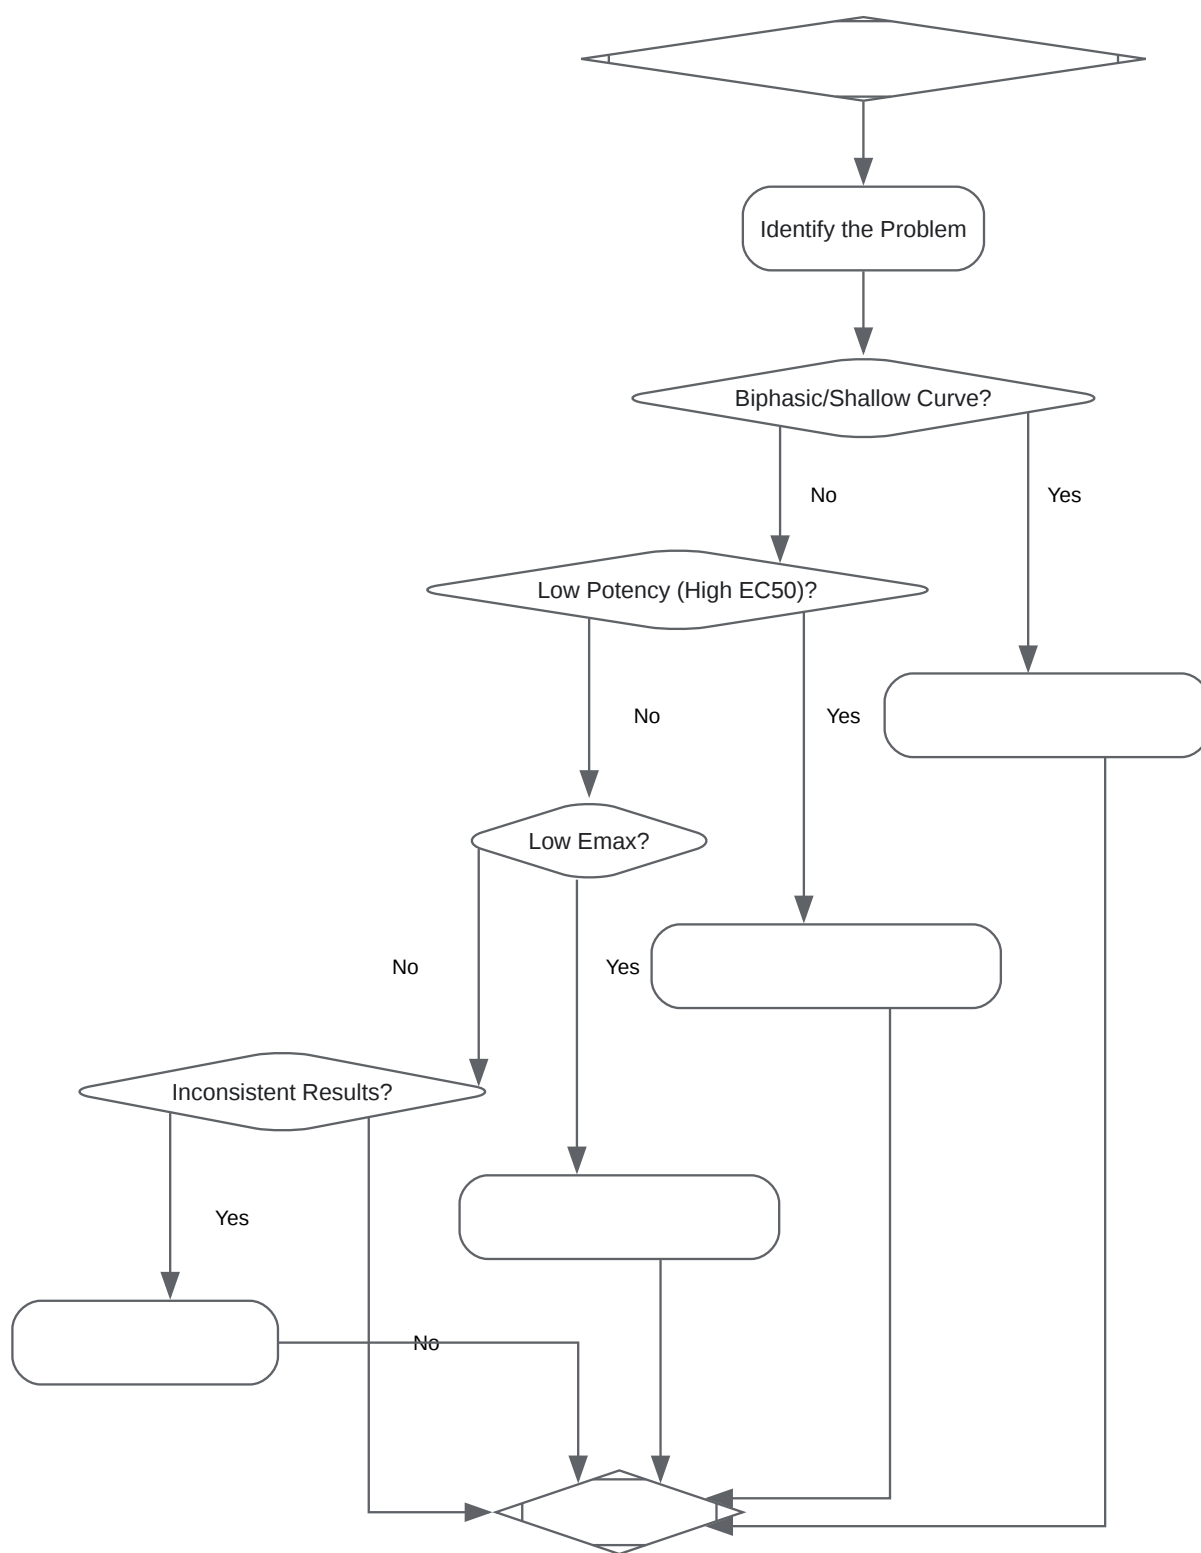 Identify the Problem
Biphasic/Shallow Curve?
No
Yes
Low Potency (High EC50)?
No
Yes
Low Emax?
No
Yes
Inconsistent Results?
Yes
No